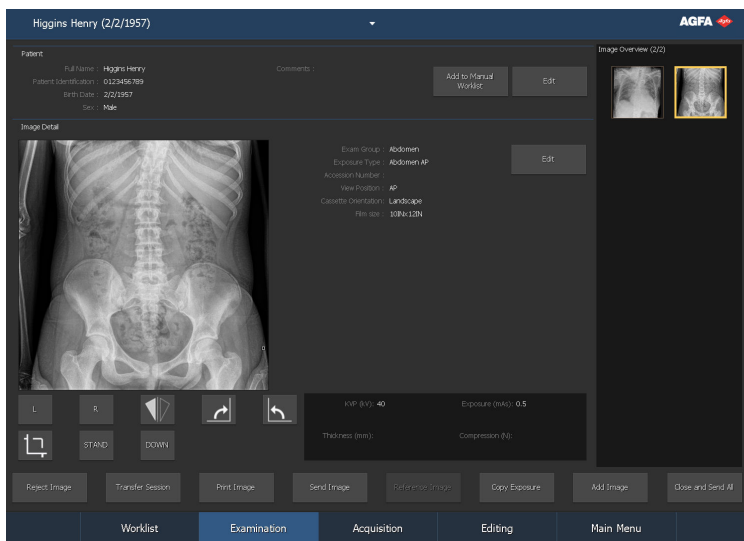 Higgins Henry (2/2/1957)
AGFA
Patient
Full Name : Higgins Henry
Comments :
Patient Identification : 0123456789
Birth Date : 2/2/1957
Sex : Male
Add to Manual
Worklist
Edit
Image Overview (2/2)
Image Detail
Exam Group : Abdomen
Exposure Type : Abdomen AP
Accession Number :
View Position : AP
Cassette Orientation: Landscape
Film size : 10INx12IN
Edit
L
R
STAND
DOWN
KVP (kV): 40
Exposure (mAs): 0.5
Thickness (mm):
Compression (N):
Reject Image
Transfer Session
Print Image
Send Image
Reference Image
Copy Exposure
Add Image
Close and Send All
Worklist
Examination
Acquisition
Editing
Main Menu